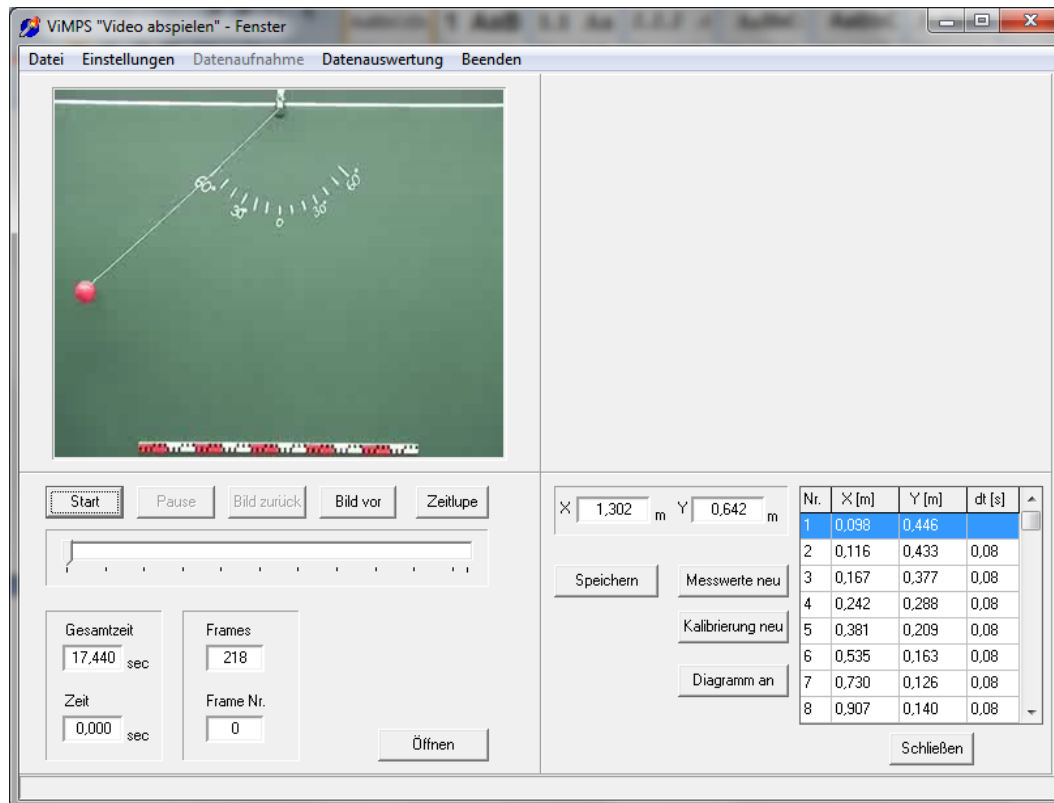 ViMPS "Video abspielen" - Fenster
Datei Einstellungen Datenaufnahme Datenauswertung Beenden
60°
60°
30°
30°
0
Start Pause Bild zurück Bild vor Zeitlupe
Gesamtzeit
17,440 sec
Zeit
0,000 sec
Frames
218
Frame Nr.
0
Öffnen
X 1,302 m Y 0,642 m
Speichern Messwerte neu
Kalibrierung neu
Diagramm an
Nr. X [m] Y [m] dt [s]
1 0,098 0,446
2 0,116 0,433 0,08
3 0,167 0,377 0,08
4 0,242 0,288 0,08
5 0,381 0,209 0,08
6 0,535 0,163 0,08
7 0,730 0,126 0,08
8 0,907 0,140 0,08
Schließen